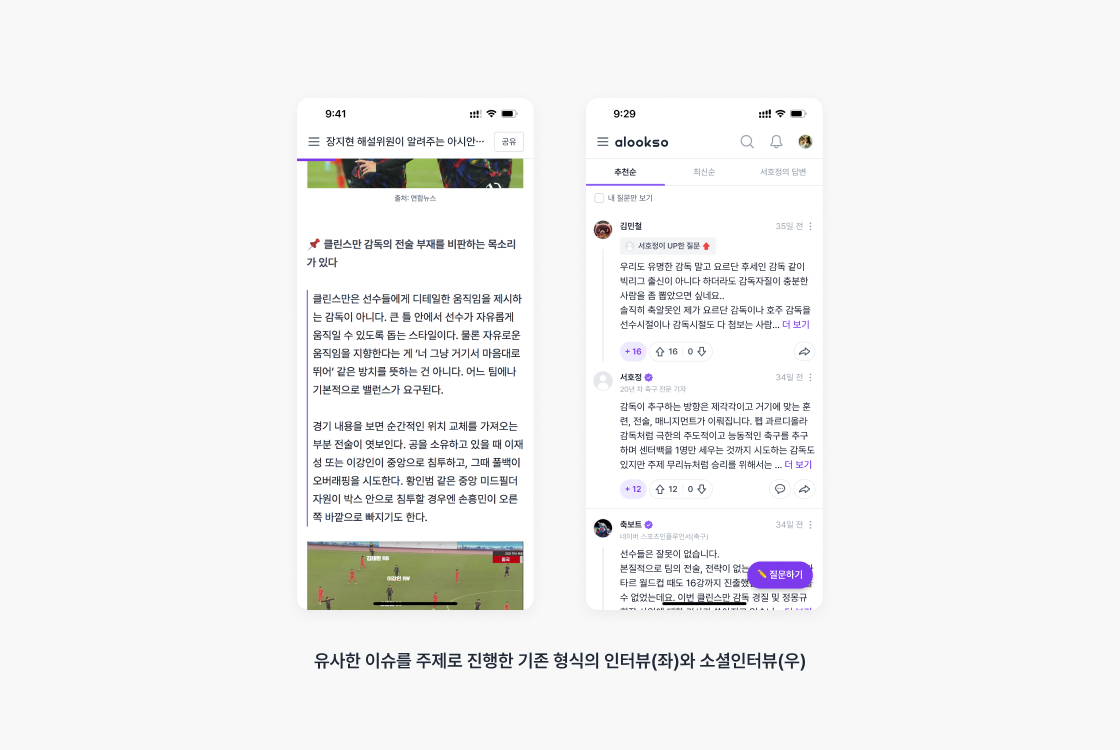 9:41
장지현 해설위원이 알려주는 아시안…
공유
출처: 연합뉴스
📌 클린스만 감독의 전술 부재를 비판하는 목소리
가 있다
클린스만은 선수들에게 디테일한 움직임을 제시하
는 감독이 아니다. 큰 틀 안에서 선수가 자유롭게
움직일 수 있도록 돕는 스타일이다. 물론 자유로운
움직임을 지향한다는 게 ‘너 그냥 거기서 마음대로
뛰어’ 같은 방치를 뜻하는 건 아니다. 어느 팀에나
기본적으로 밸런스가 요구된다.
경기 내용을 보면 순간적인 위치 교체를 가져오는
부분 전술이 엿보인다. 공을 소유하고 있을 때 이재
성 또는 이강인이 중앙으로 침투하고, 그때 풀백이
오버래핑을 시도한다. 황인범 같은 중앙 미드필더
자원이 박스 안으로 침투할 경우엔 손흥민이 오른
쪽 바깥으로 빠지기도 한다.
김태환 RB
이강인 RW
중국
9:29
alookso
추천순
최신순
서호정의 답변
내 질문만 보기
김민철
35일 전
서호정이 UP한 질문
우리도 유명한 감독 말고 요르단 후세인 감독 같이
빅리그 출신이 아니다 하더라도 감독자질이 충분한
사람을 좀 뽑았으면 싶네요..
솔직히 축알못인 제가 요르단 감독이나 호주 감독을
선수시절이나 감독시절도 다 첨보는 사람... 더 보기
+ 16
16
0
서호정
34일 전
20년 차 축구 전문 기자
감독이 추구하는 방향은 제각각이고 거기에 맞는 훈
련, 전술, 매니지먼트가 이뤄집니다. 펩 과르디올라
감독처럼 극한의 주도적이고 능동적인 축구를 추구
하며 센터백을 1명만 세우는 것까지 시도하는 감독도
있지만 주제 무리뉴처럼 승리를 위해서는 ... 더 보기
+ 12
12
0
축보트
34일 전
네이버 스포츠인플루언서(축구)
선수들은 잘못이 없습니다.
본질적으로 팀의 전술, 전략이 없는
타르 월드컵 때도 16강까지 진출했
수 없었는데요. 이번 클린스만 감독 경질 및 정몽규
질문하기
유사한 이슈를 주제로 진행한 기존 형식의 인터뷰(좌)와 소셜인터뷰(우)